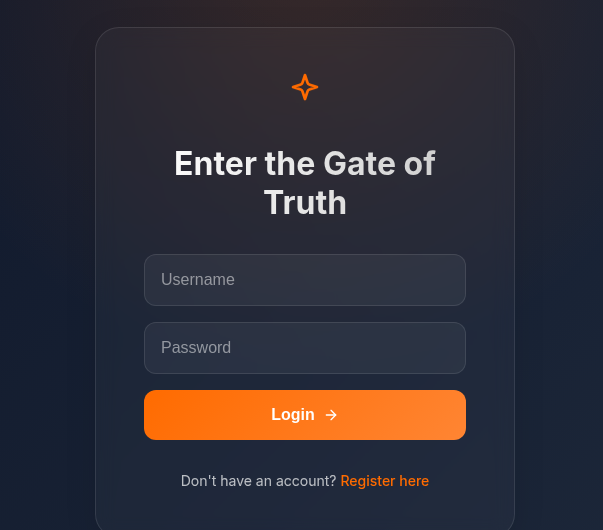 Enter the Gate of
Truth
Username
Password
Login
Don't have an account? Register here